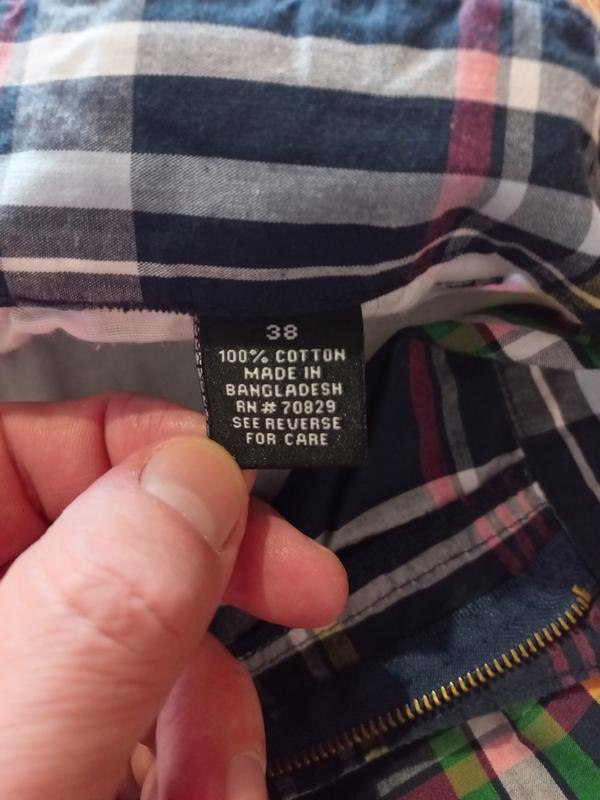 38
100% COTTON
MADE IN
BANGLADESH
RN # 70829
SEE REVERSE
FOR CARE